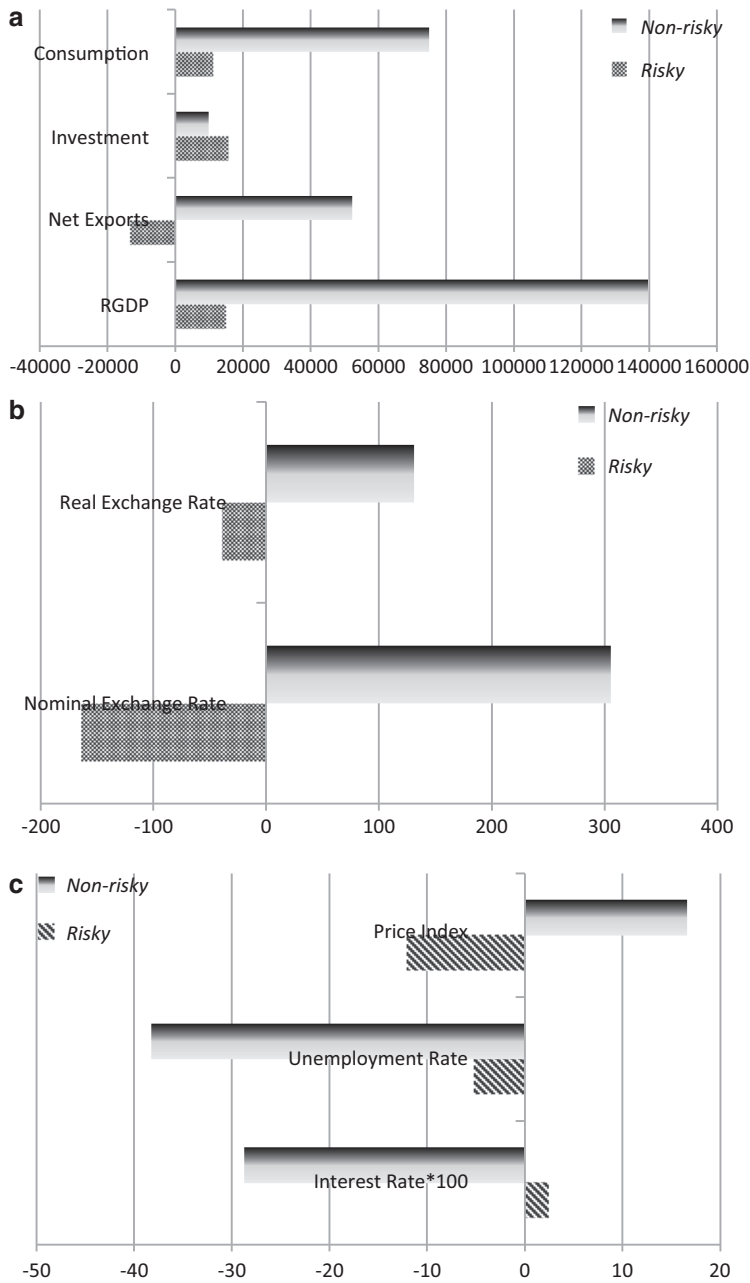 a
Non-risky
Consumption
Risky
Investment
Net Exports
RGDP
-40000 -20000 0 20000 40000 60000 80000 100000 120000 140000 160000
b
Non-risky
Risky
Real Exchange Rate
Nominal Exchange Rate
-200 -100 0 100 200 300 400
c
Non-risky
Risky
Price Index
Unemployment Rate
Interest Rate*100
-50 -40 -30 -20 -10 0 10 20